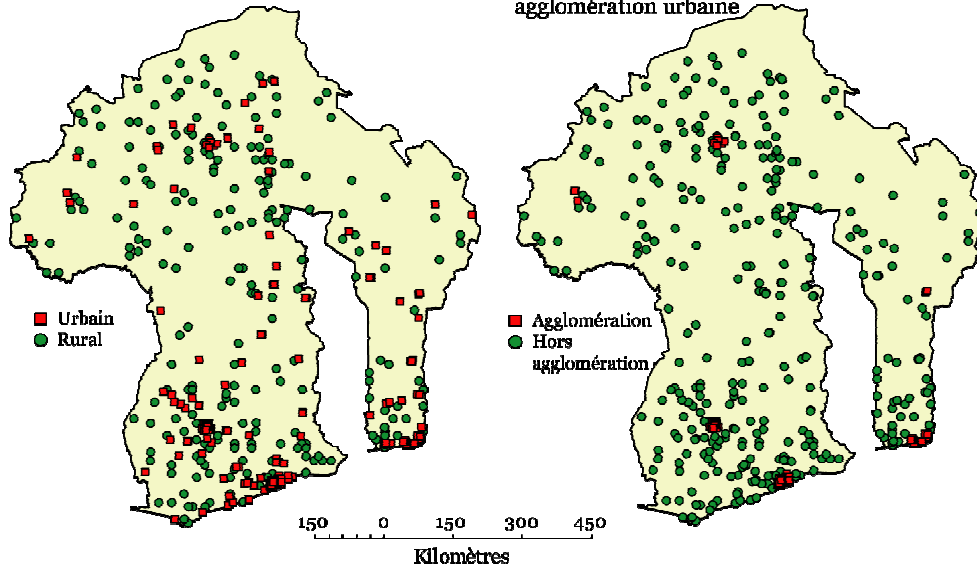 agglomération urbaine
Urbain
Rural
Agglomération
Hors
agglomération
150 0 150 300 450
Kilomètres